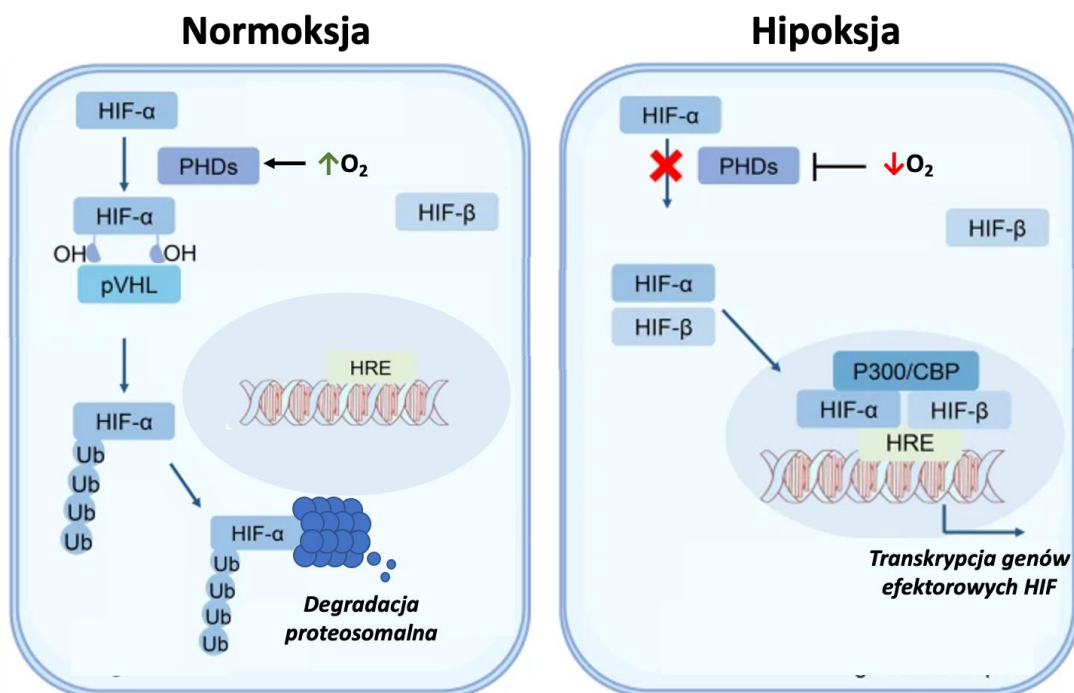 Normoksja
HIF-α
PHDs
↑O₂
HIF-α
HIF-β
OH
OH
pVHL
HRE
HIF-α
Ub
Ub
Ub
Ub
HIF-α
Ub
Ub
Ub
Ub
Degradacja
proteosomalna
Hipoksja
HIF-α
PHDs
↓O₂
HIF-β
HIF-α
HIF-β
P300/CBP
HIF-α
HIF-β
HRE
Transkrypcja genów
efektorowych HIF